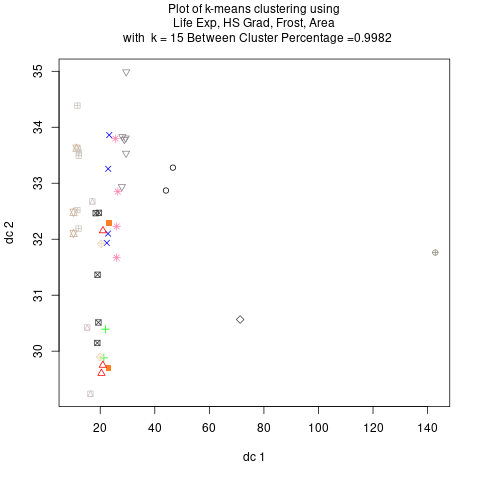 Plot of k-means clustering using
Life Exp, HS Grad, Frost, Area
with k = 15 Between Cluster Percentage =0.9982
35
34
33
32
31
30
dc 2
20 40 60 80 100 120 140
dc 1